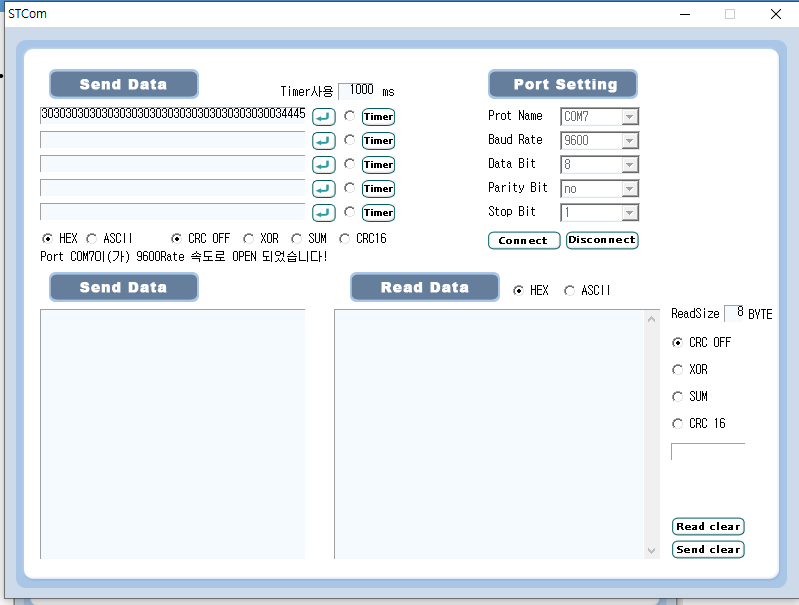 STCom
Send Data
Timer사용 1000 ms
Port Setting
3030303030303030303030303030303030303030034445
Timer
Timer
Timer
Timer
Timer
Prot Name COM7
Baud Rate 9600
Data Bit 8
Parity Bit no
Stop Bit 1
Connect Disconnect
HEX ASCII CRC OFF XOR SUM CRC16
Port COM7이(가) 9600Rate 속도로 OPEN 되었습니다!
Send Data
Read Data HEX ASCII
ReadSize 8 BYTE
CRC OFF
XOR
SUM
CRC 16
Read clear
Send clear